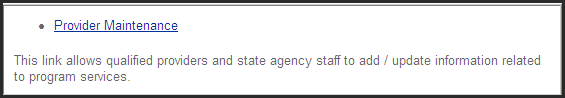 Provider Maintenance
This link allows qualified providers and state agency staff to add / update information related
to program services.